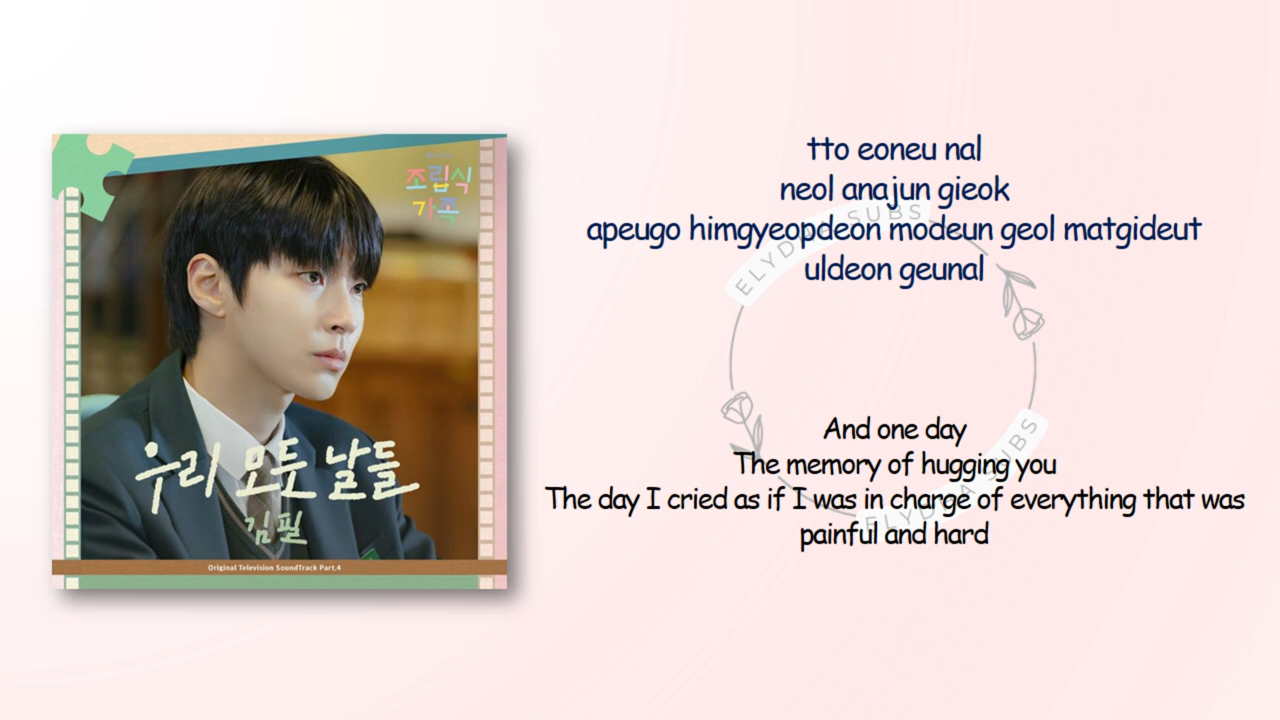 조립식
가족
우리 모든 날들
김필
Original Television SoundTrack Part.4
tto eoneu nal
neol anajun gieok
apeugo himgyeopdeon modeun geol matgideut
uldeon geunal
ELYDIA SUBS
And one day
The memory of hugging you
The day I cried as if I was in charge of everything that was
painful and hard
ELYDIA SUBS